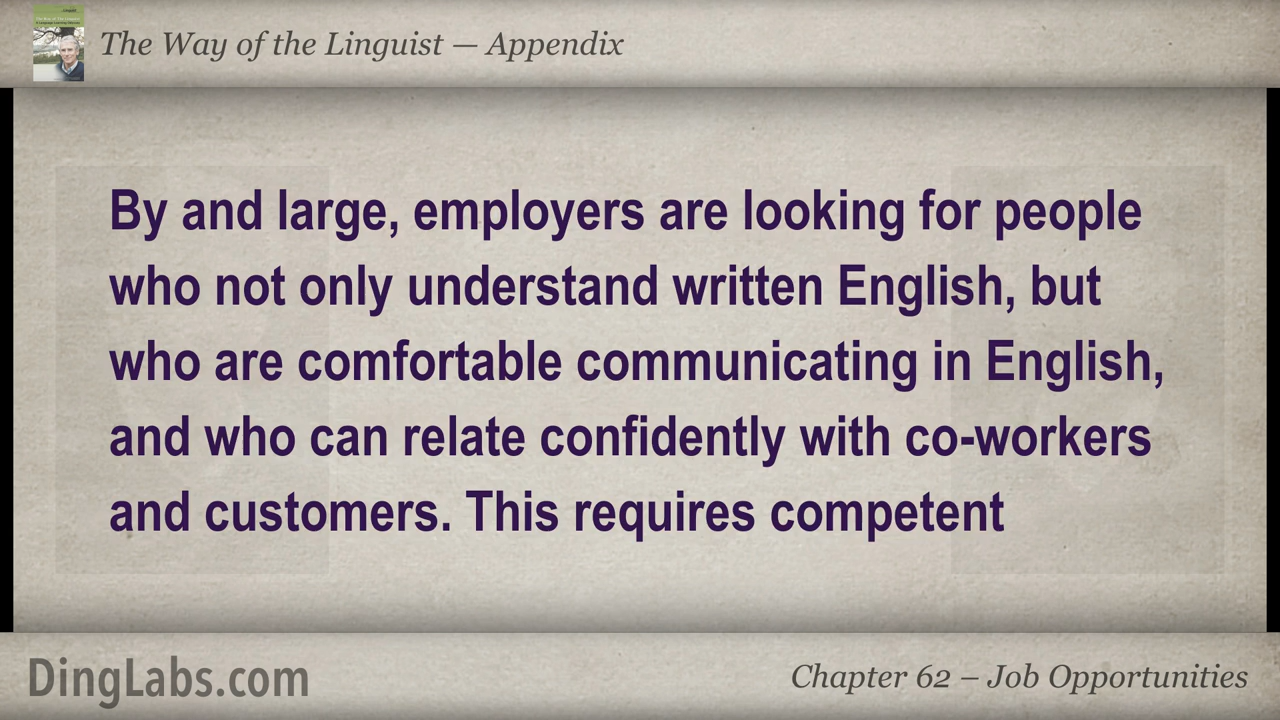 The Way of the Linguist — Appendix
By and large, employers are looking for people
who not only understand written English, but
who are comfortable communicating in English,
and who can relate confidently with co-workers
and customers. This requires competent
DingLabs.com
Chapter 62 – Job Opportunities